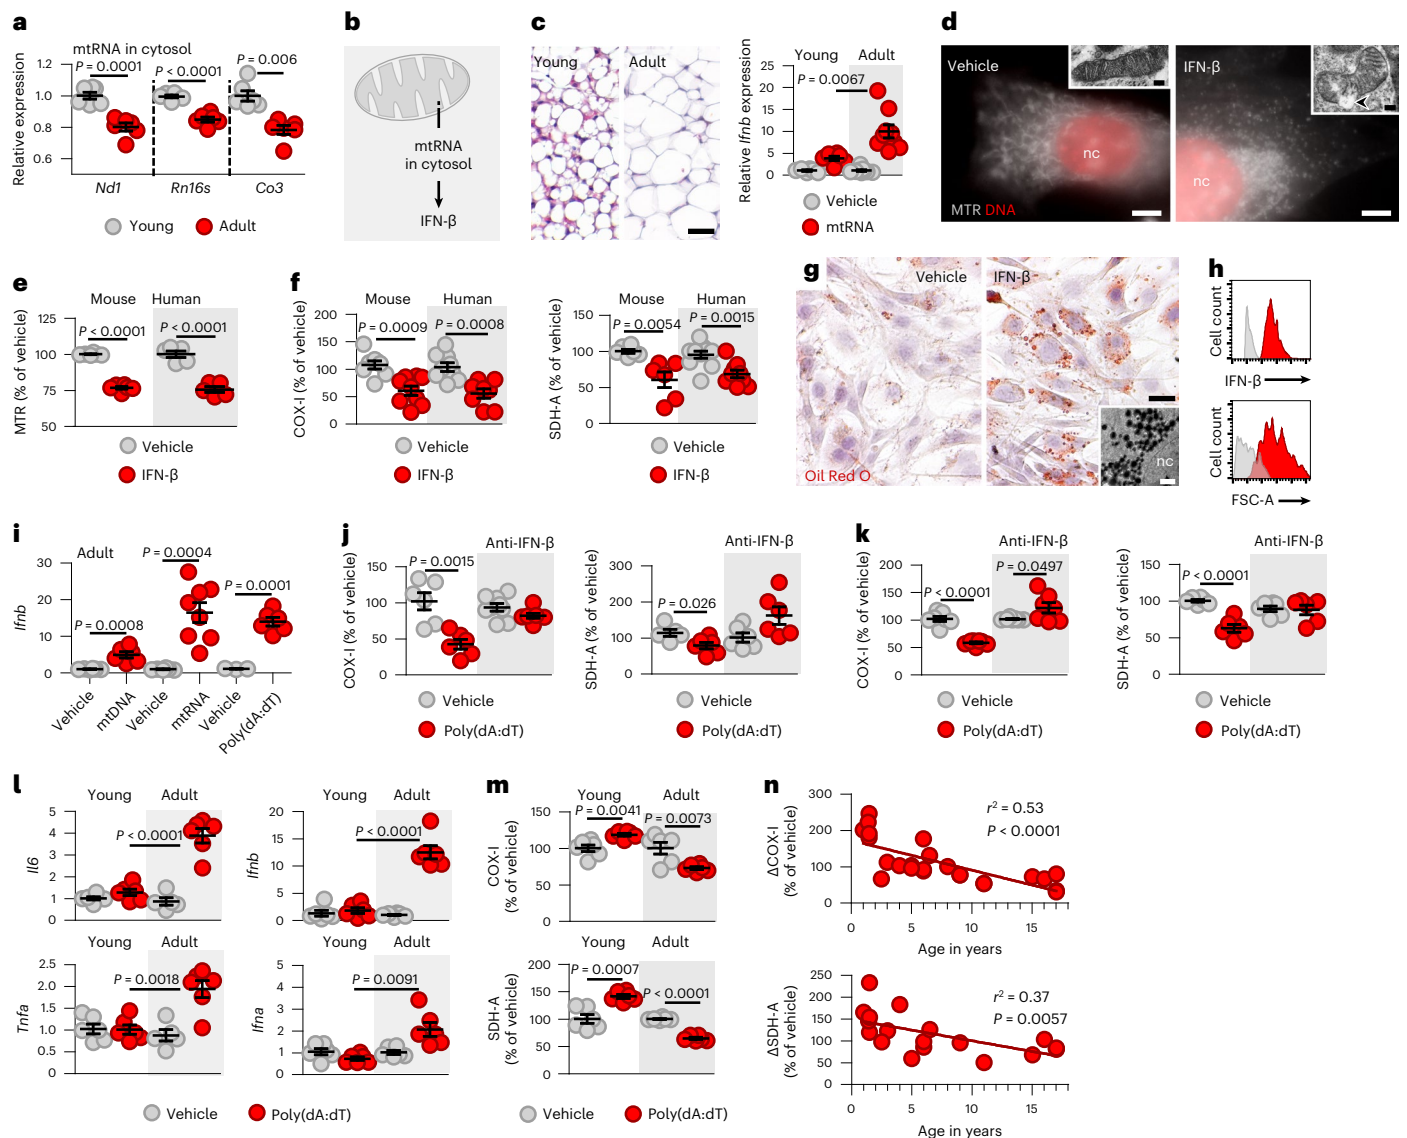 a
mtRNA in cytosol
P = 0.0001
P < 0.0001
P = 0.006
Relative expression
1.2
1.0
0.8
0.6
Nd1
Rn16s
Co3
Young
Adult
b
mtRNA
in cytosol
IFN-β
c
Young
Adult
Relative Ifnb expression
Young
Adult
P = 0.0067
25
20
15
10
5
0
Vehicle
mtRNA
d
Vehicle
nc
MTR DNA
IFN-β
nc
e
Mouse
Human
P < 0.0001
P < 0.0001
MTR (% of vehicle)
125
100
75
50
Vehicle
IFN-β
f
Mouse
Human
P = 0.0009
P = 0.0008
COX-I (% of vehicle)
200
150
100
50
0
Vehicle
IFN-β
Mouse
Human
P = 0.0054
P = 0.0015
SDH-A (% of vehicle)
150
100
50
0
Vehicle
IFN-β
g
Vehicle
IFN-β
Oil Red O
nc
h
Cell count
IFN-β
Cell count
FSC-A
i
Adult
P = 0.0004
P = 0.0001
P = 0.0008
Ifnb
30
20
10
0
Vehicle
mtDNA
Vehicle
mtRNA
Vehicle
Poly(dA:dT)
j
Anti-IFN-β
P = 0.0015
COX-I (% of vehicle)
150
100
50
0
Vehicle
Poly(dA:dT)
Anti-IFN-β
P = 0.026
SDH-A (% of vehicle)
300
200
100
0
Vehicle
Poly(dA:dT)
k
Anti-IFN-β
P = 0.0497
P < 0.0001
COX-I (% of vehicle)
200
150
100
50
0
Vehicle
Poly(dA:dT)
Anti-IFN-β
P < 0.0001
SDH-A (% of vehicle)
150
100
50
0
Vehicle
Poly(dA:dT)
l
Young
Adult
P < 0.0001
Il6
5
4
3
2
1
0
Young
Adult
P < 0.0001
Ifnb
20
15
10
5
0
Young
Adult
P = 0.0018
Tnfa
2.5
2.0
1.5
1.0
0.5
0
Young
Adult
P = 0.0091
Ifna
5
4
3
2
1
0
Vehicle
Poly(dA:dT)
m
Young
Adult
P = 0.0041
P = 0.0073
COX-I
(% of vehicle)
150
100
50
0
Young
Adult
P = 0.0007
P < 0.0001
SDH-A
(% of vehicle)
200
150
100
50
0
Vehicle
Poly(dA:dT)
n
r² = 0.53
P < 0.0001
ΔCOX-I
(% of vehicle)
300
200
100
0
0
5
10
15
Age in years
r² = 0.37
P = 0.0057
ΔSDH-A
(% of vehicle)
250
200
150
100
50
0
0
5
10
15
Age in years